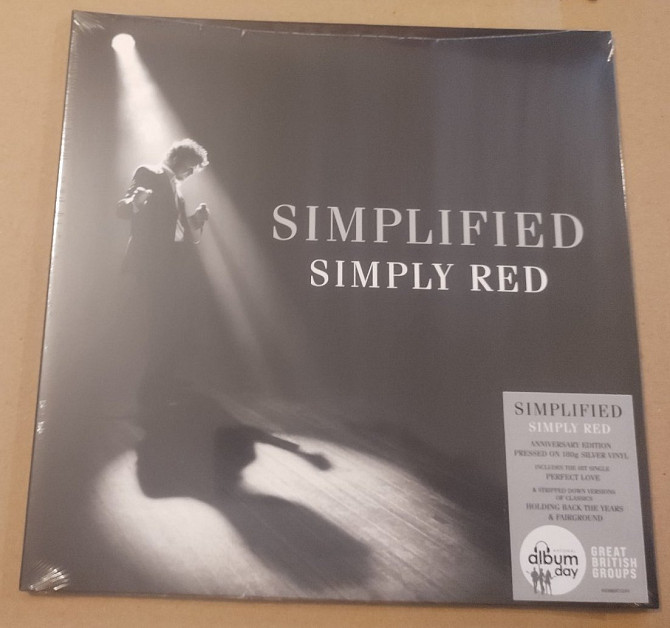 SIMPLIFIED
SIMPLY RED
SIMPLIFIED
SIMPLY RED
ANNIVERSARY EDITION
PRESSED ON 180g SILVER VINYL
INCLUDES THE HIT SINGLE
PERFECT LOVE
& STRIPPED DOWN VERSIONS
OF CLASSICS
HOLDING BACK THE YEARS
& FAIRGROUND
album
day
GREAT
BRITISH
GROUPS